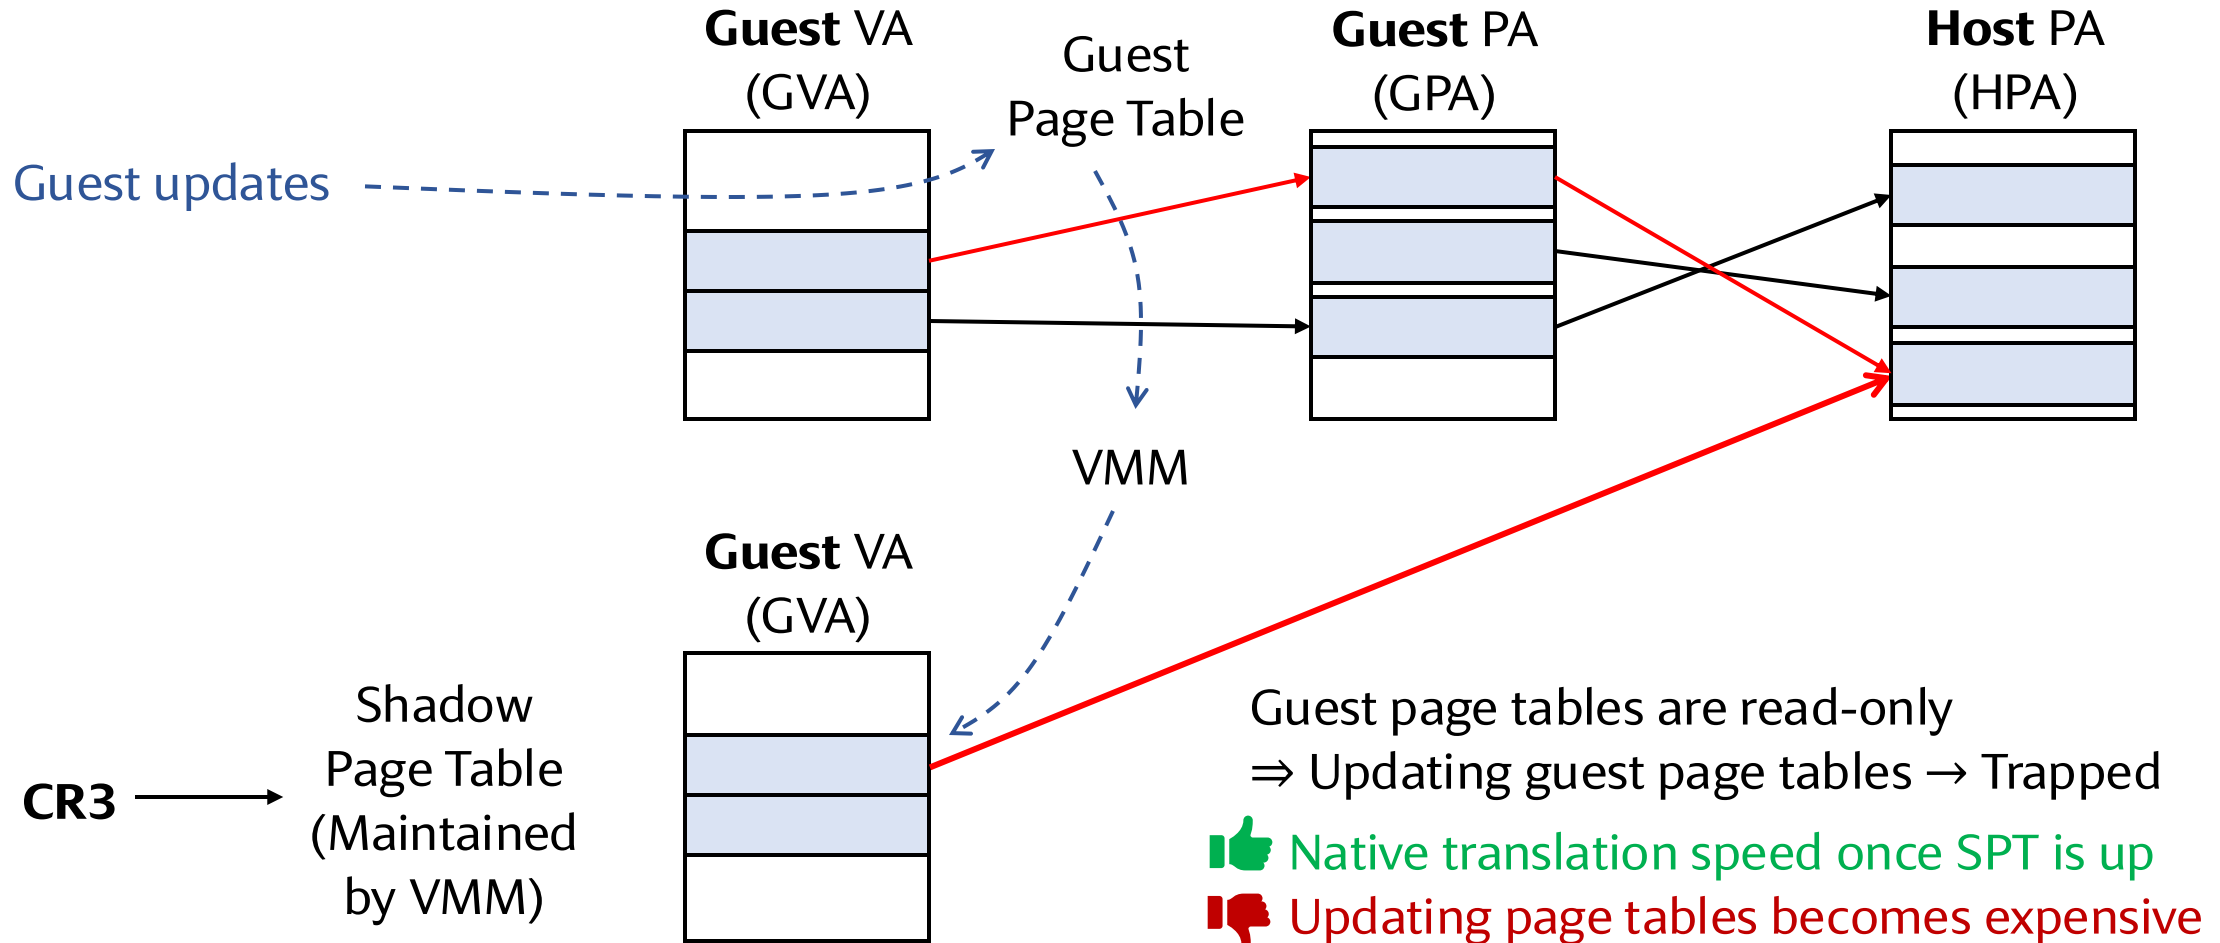 Guest VA
(GVA)
Guest
Page Table
Guest PA
(GPA)
Host PA
(HPA)
Guest updates
VMM
Guest VA
(GVA)
CR3
Shadow
Page Table
(Maintained
by VMM)
Guest page tables are read-only
⇒ Updating guest page tables → Trapped
Native translation speed once SPT is up
Updating page tables becomes expensive